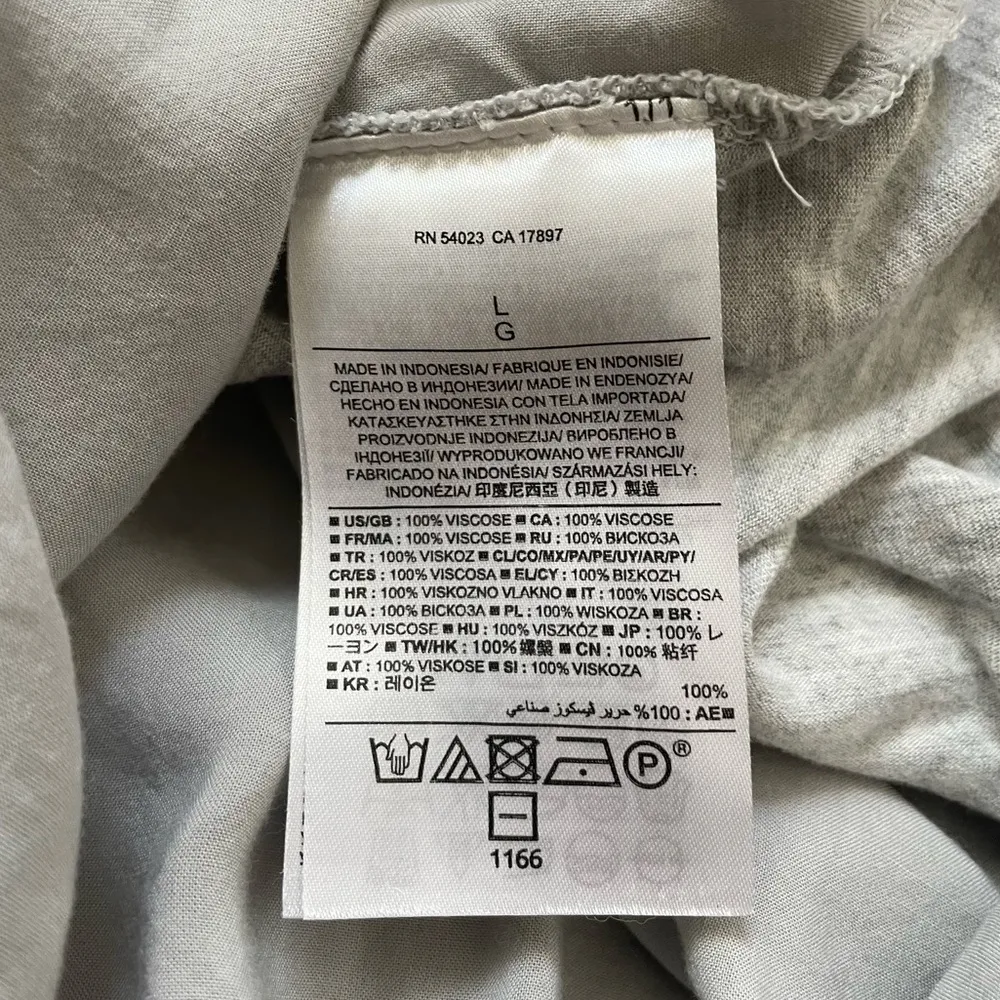 1/1
RN 54023 CA 17897
L
G
MADE IN INDONESIA/ FABRIQUE EN INDONISIE/
СДЕЛАНО В ИНДОНЕЗИИ/ MADE IN ENDENOZYA/
HECHO EN INDONESIA CON TELA IMPORTADA/
ΚΑΤΑΣΚΕΥΑΣΤΗΚΕ ΣΤΗΝ ΙΝΔΟΝΗΣΙΑ/ ZEMLJA
PROIZVODNJE INDONEZIJA/ ВИРОБЛЕНО В
ІНДОНЕЗІЇ/ WYPRODUKOWANO WE FRANCJI/
FABRICADO NA INDONÉSIA/ SZÁRMAZÁSI HELY:
INDONÉZIA/ 印度尼西亞（印尼）製造
■ US/GB : 100% VISCOSE ■ CA : 100% VISCOSE
■ FR/MA : 100% VISCOSE ■ RU : 100% ВИСКОЗА
■ TR : 100% VISKOZ ■ CL/CO/MX/PA/PE/UY/AR/PY/
CR/ES : 100% VISCOSA ■ EL/CY : 100% ΒΙΣΚΟΖΗ
■ HR : 100% VISKOZNO VLAKNO ■ IT : 100% VISCOSA
■ UA : 100% ВІСКОЗА ■ PL : 100% WISKOZA ■ BR :
100% VISCOSE ■ HU : 100% VISZKÓZ ■ JP : 100% レ
ーヨン ■ TW/HK : 100% 螺縈 ■ CN : 100% 粘纤
■ AT : 100% VISKOSE ■ SI : 100% VISKOZA
■ KR : 레이온 100%
■AE : 100% حرير ڤيسكوز صناعي
P®
1166